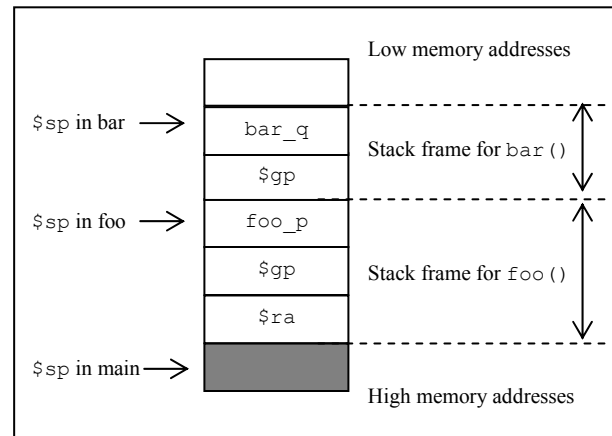 Low memory addresses
$sp in bar
bar_q
Stack frame for bar()
$gp
$sp in foo
foo_p
$gp
Stack frame for foo()
$ra
$sp in main
High memory addresses